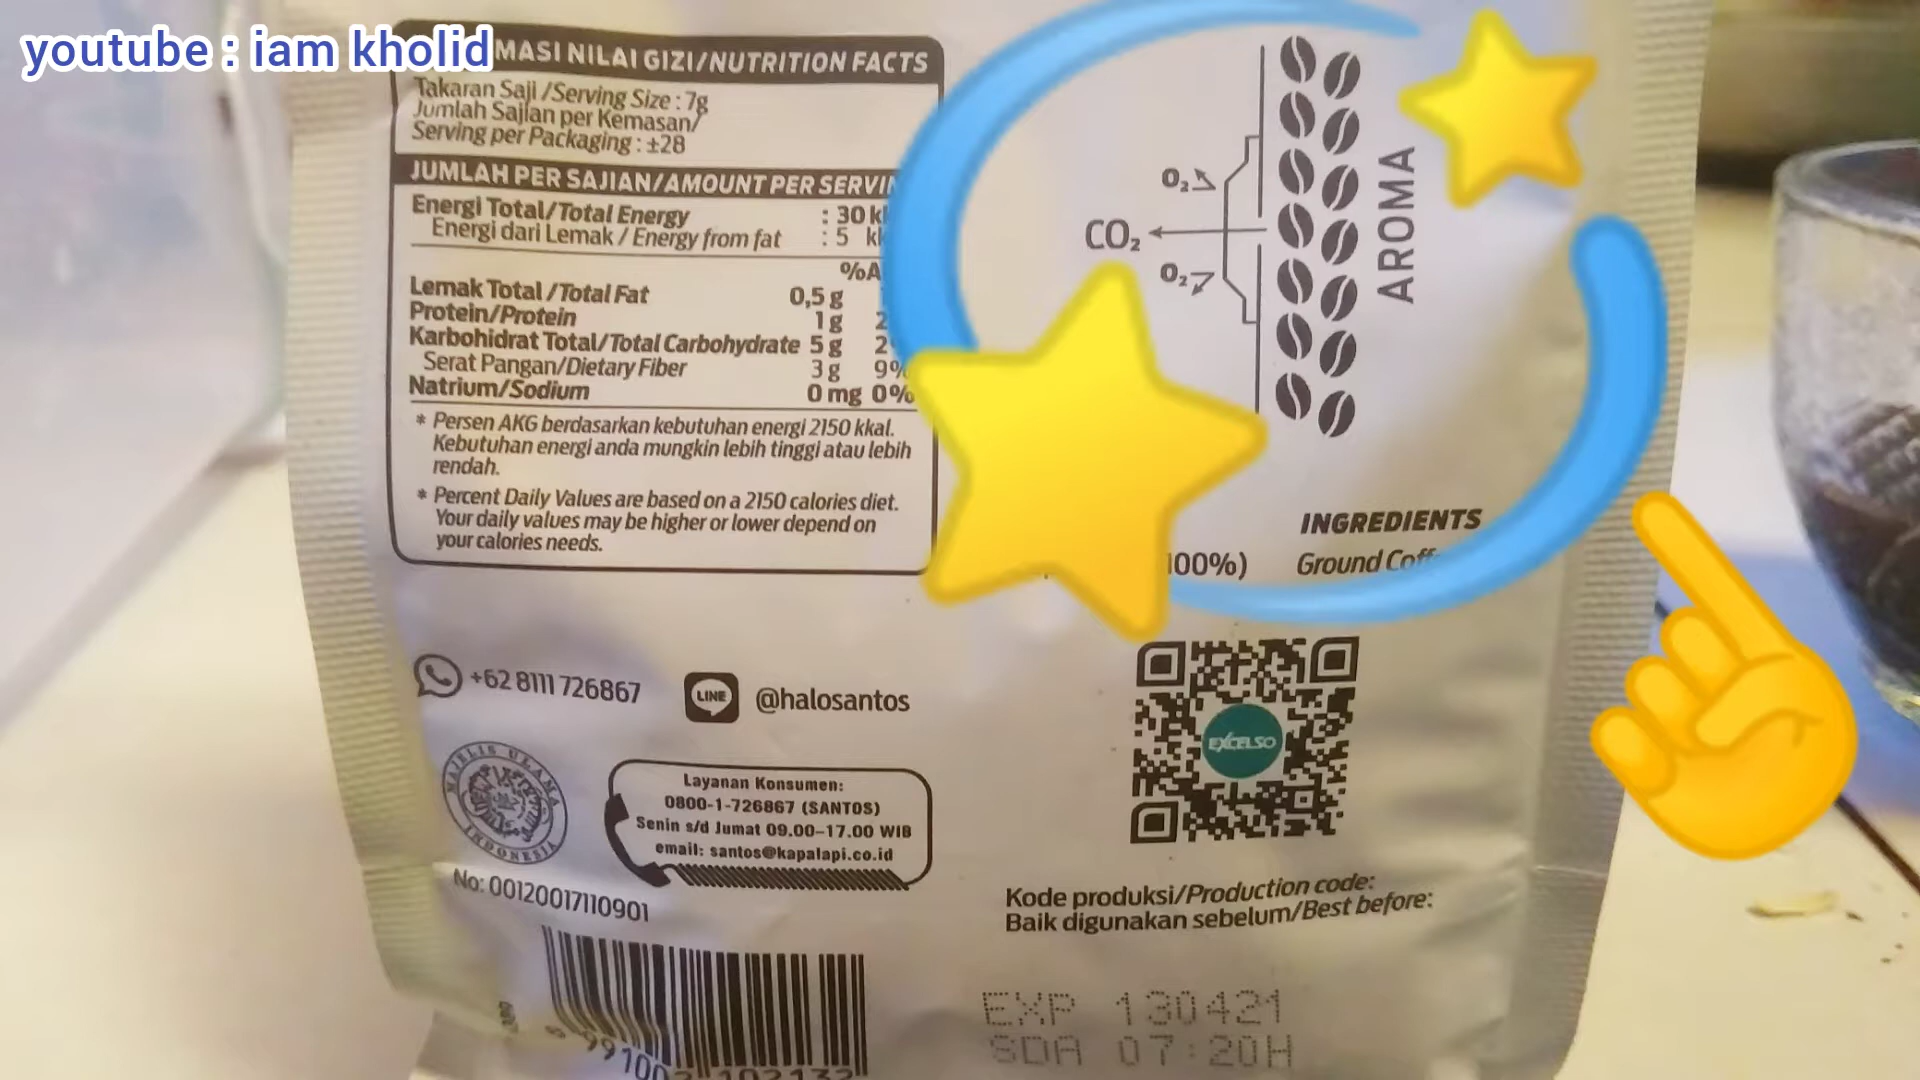 youtube : iam kholid
MASI NILAI GIZI/NUTRITION FACTS
Takaran Saji /Serving Size : 7g
Jumlah Sajian per Kemasan/
Serving per Packaging : ±28
JUMLAH PER SAJIAN/AMOUNT PER SERVIN
Energi Total/Total Energy : 30 k
Energi dari Lemak / Energy from fat : 5 k
%A
Lemak Total /Total Fat 0,5 g
Protein/Protein 1 g 2
Karbohidrat Total/Total Carbohydrate 5 g 2
Serat Pangan/Dietary Fiber 3 g 9%
Natrium/Sodium 0 mg 0%
* Persen AKG berdasarkan kebutuhan energi 2150 kkal.
Kebutuhan energi anda mungkin lebih tinggi atau lebih
rendah.
* Percent Daily Values are based on a 2150 calories diet.
Your daily values may be higher or lower depend on
your calories needs.
O₂
CO₂
O₂
AROMA
INGREDIENTS
100%) Ground Coff
+62 8111 726867
LINE @halosantos
MAJELIS ULAMA
INDONESIA
Layanan Konsumen:
0800-1-726867 (SANTOS)
Senin s/d Jumat 09.00–17.00 WIB
email: santos@kapalapi.co.id
No: 00120017110901
EXCELSO
Kode produksi/Production code:
Baik digunakan sebelum/Best before:
EXP 130421
SDA 07:20H